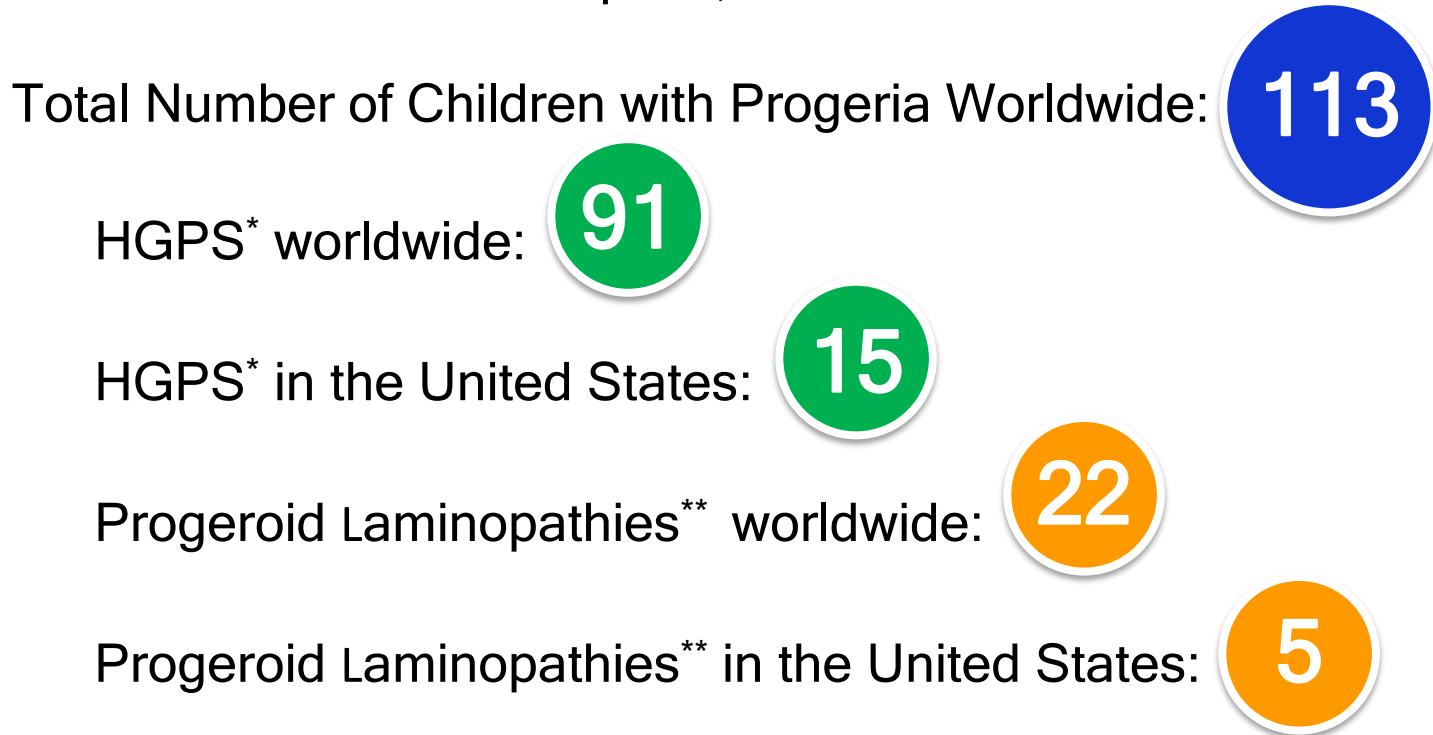 Total Number of Children with Progeria Worldwide: 113
HGPS* worldwide: 91
HGPS* in the United States: 15
Progeroid Laminopathies** worldwide: 22
Progeroid Laminopathies** in the United States: 5